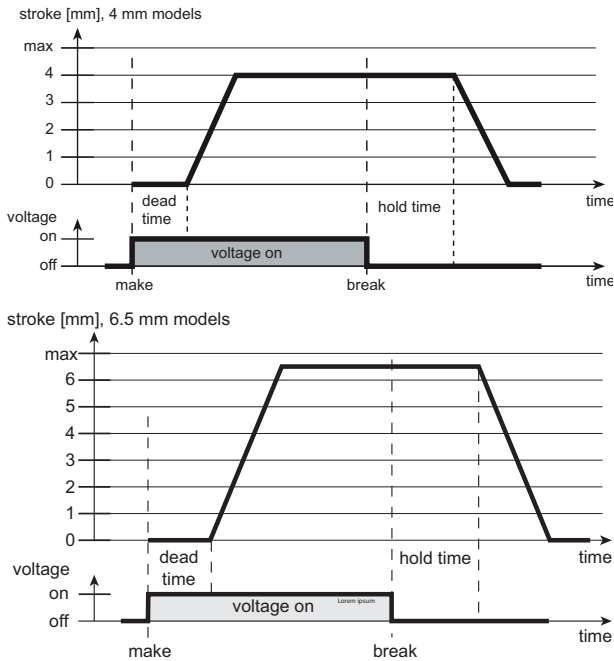 stroke [mm], 4 mm models
max
4
3
2
1
0
dead
time
hold time
time
voltage
on
off
voltage on
time
make
break
stroke [mm], 6.5 mm models
max
6
5
4
3
2
1
0
dead
time
hold time
time
voltage
on
off
voltage on
Lorem ipsum
time
make
break